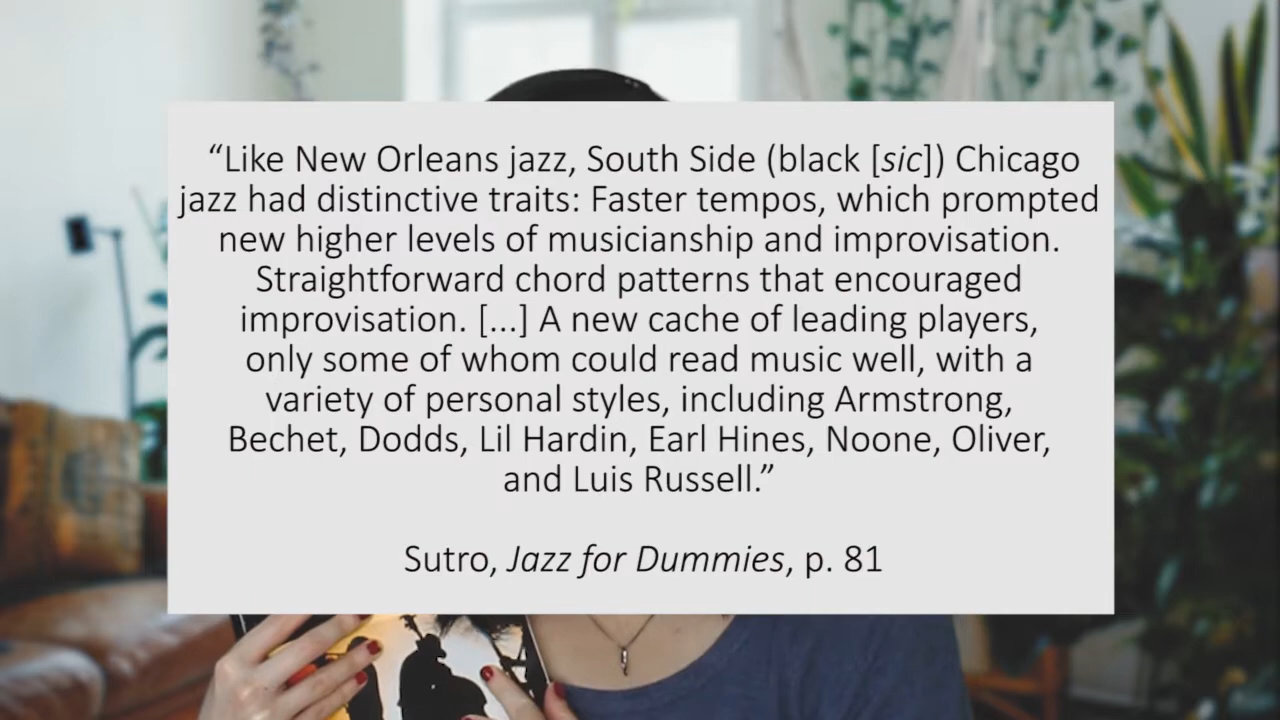 “Like New Orleans jazz, South Side (black [sic]) Chicago
jazz had distinctive traits: Faster tempos, which prompted
new higher levels of musicianship and improvisation.
Straightforward chord patterns that encouraged
improvisation. [...] A new cache of leading players,
only some of whom could read music well, with a
variety of personal styles, including Armstrong,
Bechet, Dodds, Lil Hardin, Earl Hines, Noone, Oliver,
and Luis Russell.”
Sutro, Jazz for Dummies, p. 81